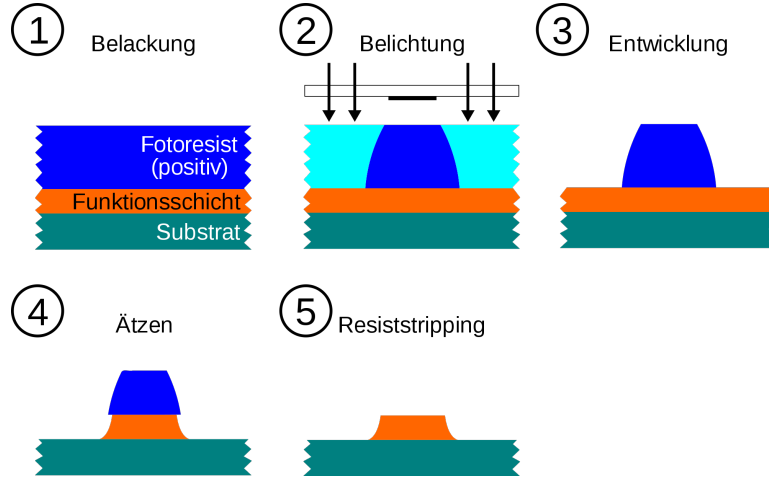 1
Belackung
2
Belichtung
3
Entwicklung
Fotoresist
(positiv)
Funktionsschicht
Substrat
4
Ätzen
5
Resiststripping